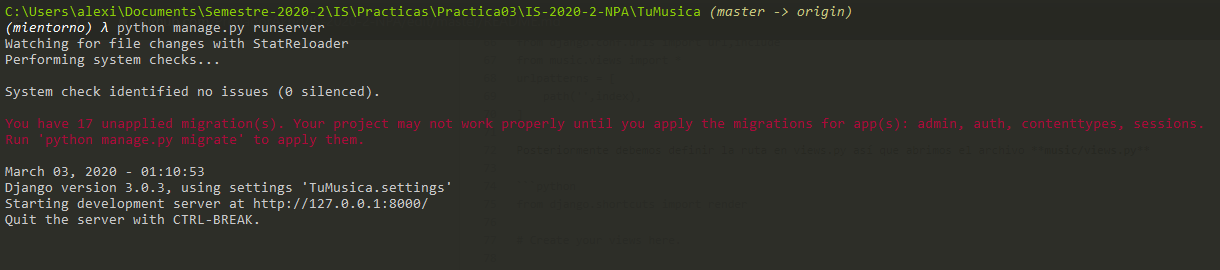 C:\Users\alexi\Documents\Semestre-2020-2\IS\Practicas\Practica03\IS-2020-2-NPA\TuMusica (master -> origin)
(mientorno) λ python manage.py runserver
Watching for file changes with StatReloader
Performing system checks...
System check identified no issues (0 silenced).
You have 17 unapplied migration(s). Your project may not work properly until you apply the migrations for app(s): admin, auth, contenttypes, sessions.
Run 'python manage.py migrate' to apply them.
March 03, 2020 - 01:10:53
Django version 3.0.3, using settings 'TuMusica.settings'
Starting development server at http://127.0.0.1:8000/
Quit the server with CTRL-BREAK.